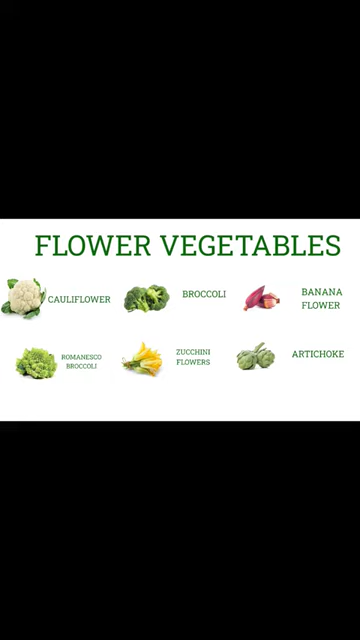 FLOWER VEGETABLES
CAULIFLOWER
BROCCOLI
BANANA
FLOWER
ROMANESCO
BROCCOLI
ZUCCHINI
FLOWERS
ARTICHOKE